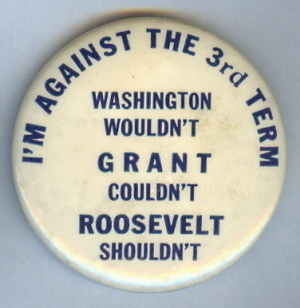 I'M AGAINST THE 3rd TERM
WASHINGTON
WOULDN'T
GRANT
COULDN'T
ROOSEVELT
SHOULDN'T